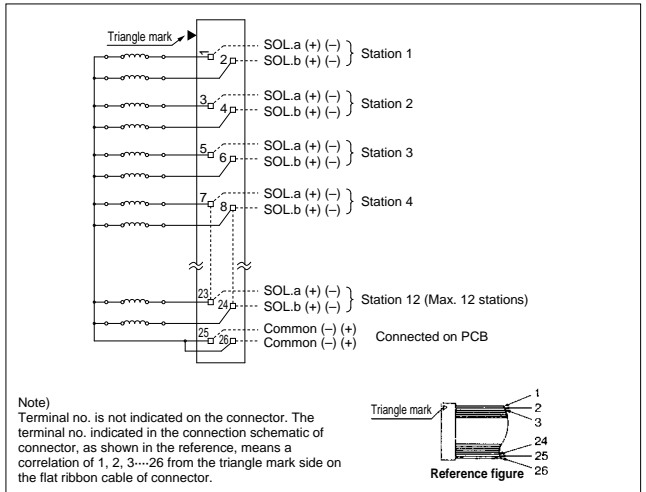 Triangle mark
1
SOL.a (+) (–)
2
SOL.b (+) (–)
Station 1
3
SOL.a (+) (–)
4
SOL.b (+) (–)
Station 2
5
SOL.a (+) (–)
6
SOL.b (+) (–)
Station 3
7
SOL.a (+) (–)
8
SOL.b (+) (–)
Station 4
23
SOL.a (+) (–)
24
SOL.b (+) (–)
Station 12 (Max. 12 stations)
25
Common (–) (+)
26
Common (–) (+)
Connected on PCB
Note)
Terminal no. is not indicated on the connector. The
terminal no. indicated in the connection schematic of
connector, as shown in the reference, means a
correlation of 1, 2, 3····26 from the triangle mark side on
the flat ribbon cable of connector.
Triangle mark
1
2
3
24
25
26
Reference figure